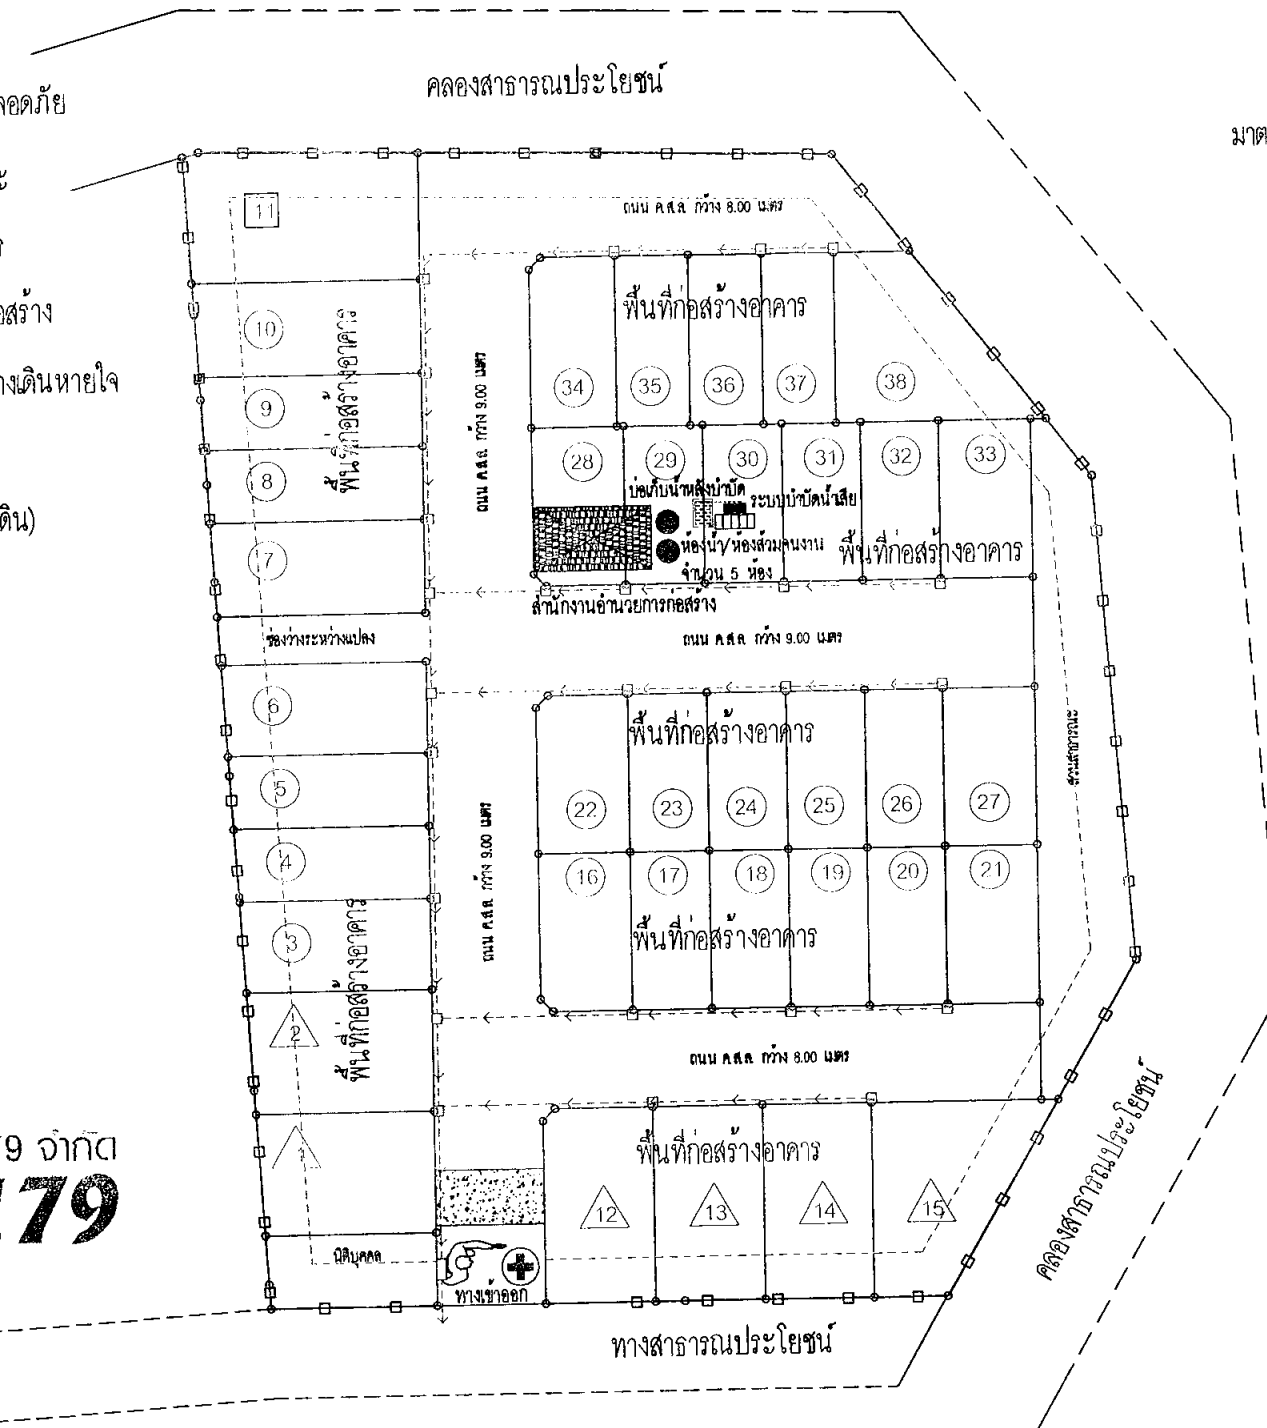 คลองสาธารณประโยชน์
ลอดภัย
มาต
ถนน ค.ส.ล. กว้าง 8.00 เมตร
11
พื้นที่ก่อสร้างอาคาร
อสร้าง
10
พื้นที่ก่อสร้างอาคาร
ถนน ค.ส.ล. กว้าง 9.00 เมตร
างเดินหายใจ
34 35 36 37 38
9
28 29 30 31 32 33
8
บ่อเก็บน้ำหลังบำบัด
ระบบบำบัดน้ำเสีย
ดิน)
ห้องน้ำ/ห้องส้วมคนงาน
จำนวน 5 ห้อง
พื้นที่ก่อสร้างอาคาร
7
สำนักงานอำนวยการก่อสร้าง
ช่องว่างระหว่างแปลง
ถนน ค.ส.ล. กว้าง 9.00 เมตร
6
พื้นที่ก่อสร้างอาคาร
สวนสาธารณะ
5
22 23 24 25 26 27
ถนน ค.ส.ล. กว้าง 9.00 เมตร
4
16 17 18 19 20 21
3
พื้นที่ก่อสร้างอาคาร
พื้นที่ก่อสร้างอาคาร
2
ถนน ค.ส.ล. กว้าง 8.00 เมตร
คลองสาธารณประโยชน์
9 จำกัด
179
1
พื้นที่ก่อสร้างอาคาร
12 13 14 15
นิติบุคคล
ทางเข้าออก
ทางสาธารณประโยชน์